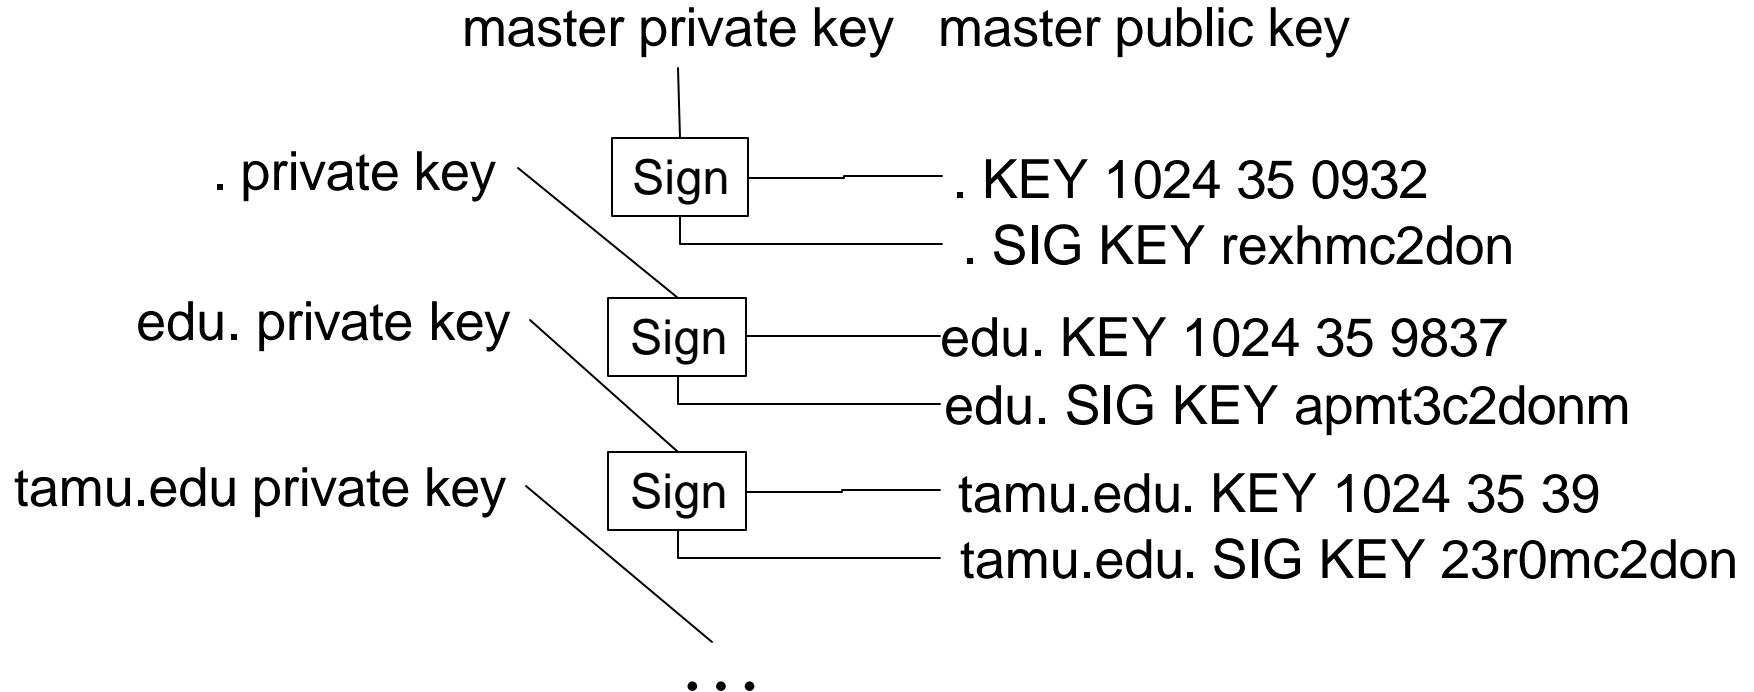 master private key master public key
. private key Sign . KEY 1024 35 0932
. SIG KEY rexhmc2don
edu. private key Sign edu. KEY 1024 35 9837
edu. SIG KEY apmt3c2donm
tamu.edu private key Sign tamu.edu. KEY 1024 35 39
tamu.edu. SIG KEY 23r0mc2don
...